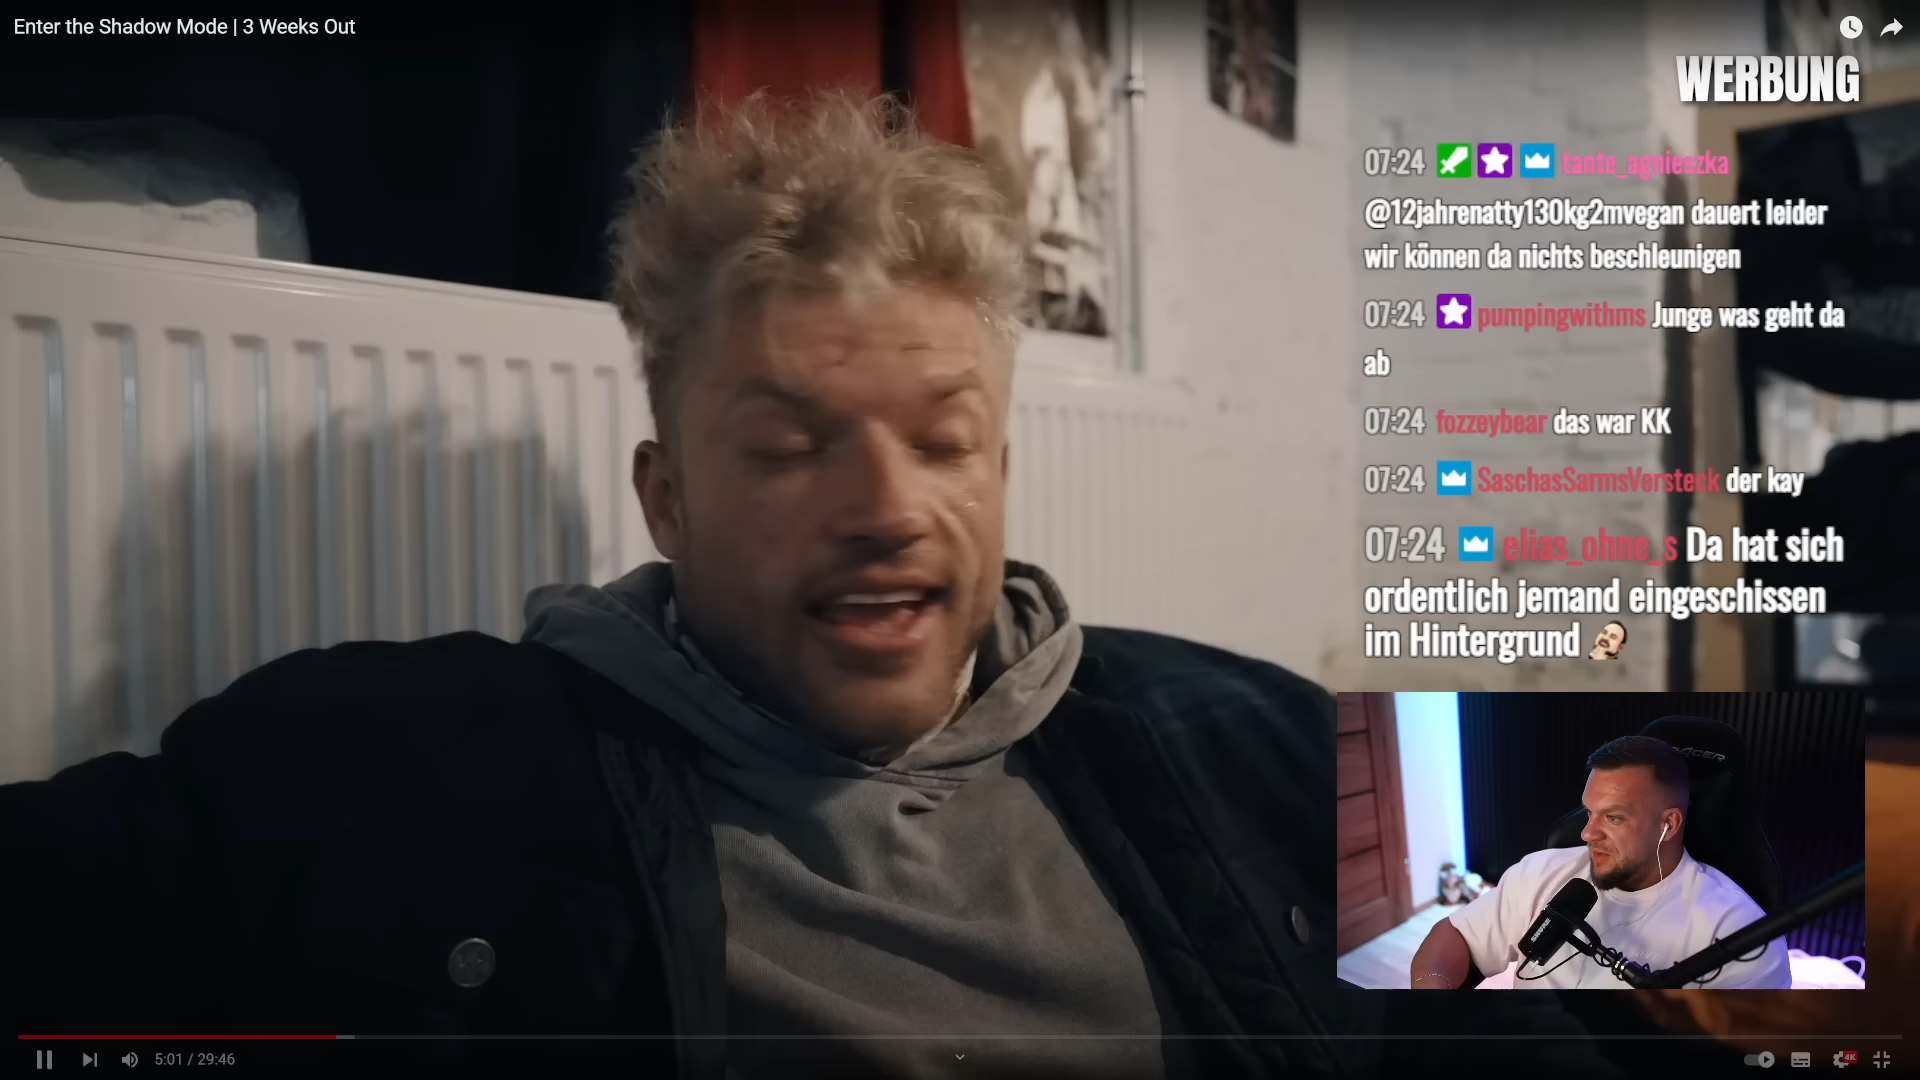 Enter the Shadow Mode | 3 Weeks Out
WERBUNG
07:24 tante_agnieszka
@12jahrenatty130kg2mvegan dauert leider
wir können da nichts beschleunigen
07:24 pumpingwithms Junge was geht da
ab
07:24 fozzeybear das war KK
07:24 SaschasSarmsVersteck der kay
07:24 elias_ohne_s Da hat sich
ordentlich jemand eingeschissen
im Hintergrund
SHURE
5:01 / 29:46
4K